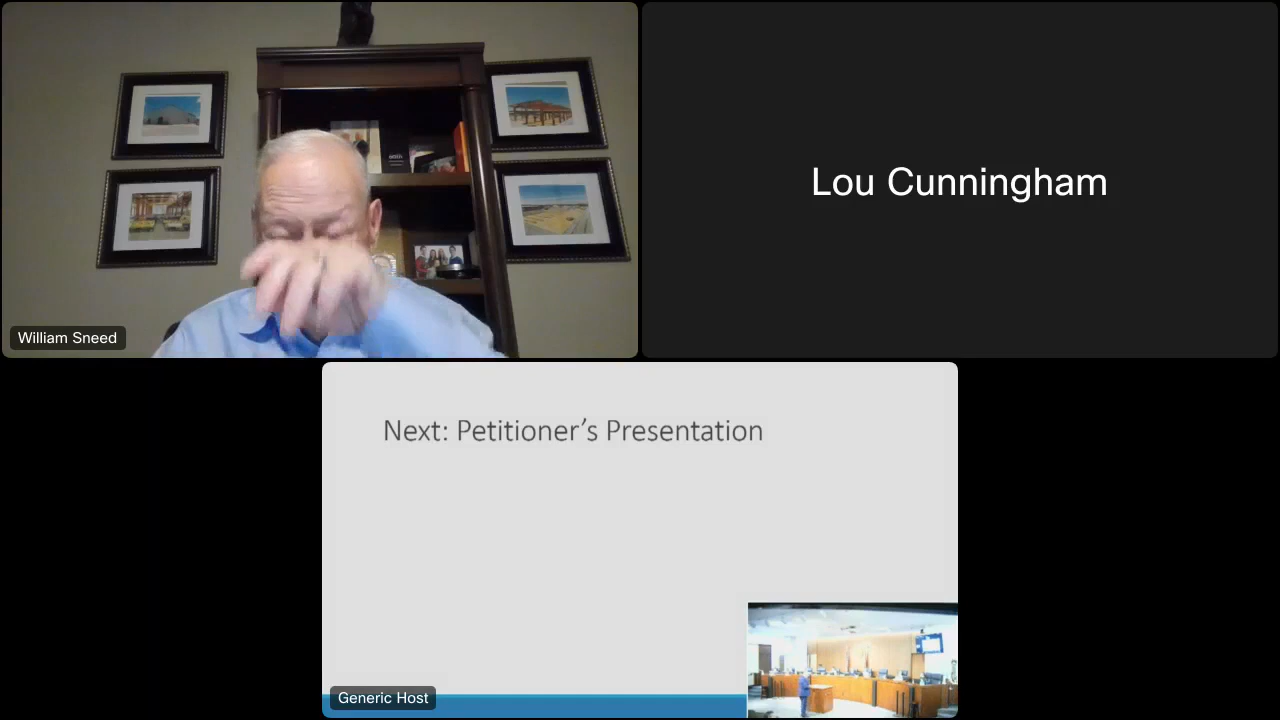 William Sneed
Lou Cunningham
Next: Petitioner’s Presentation
Generic Host